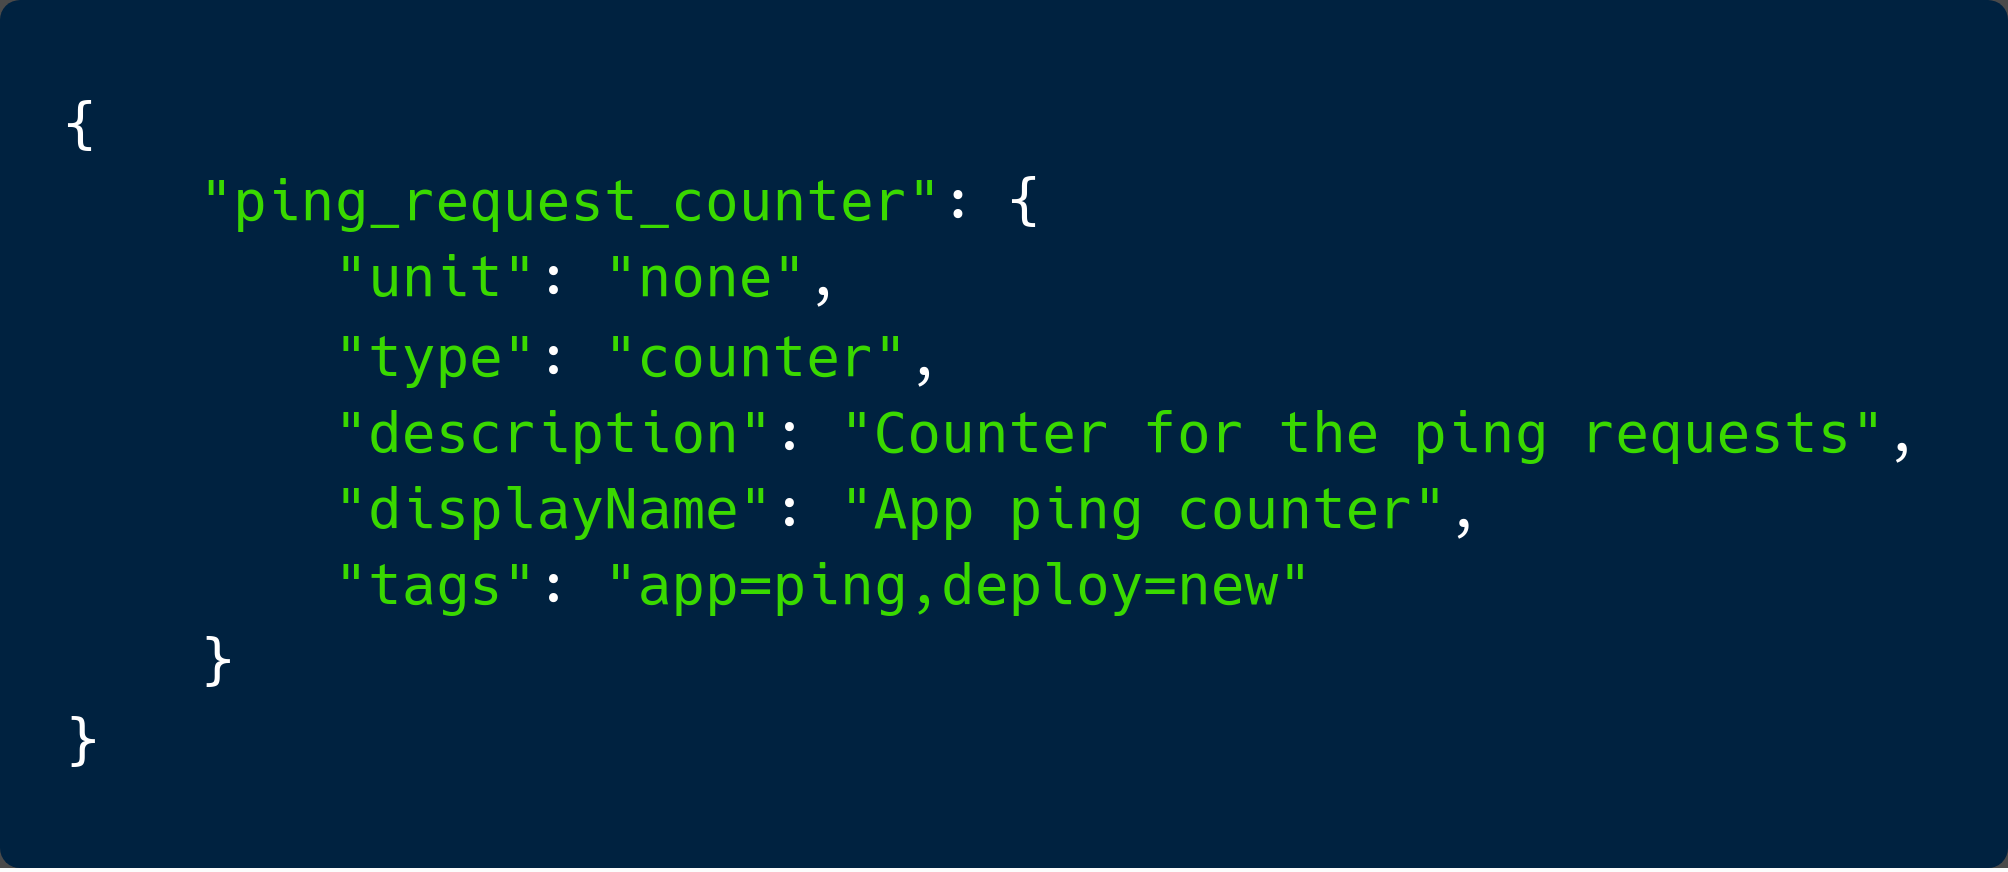 {
    "ping_request_counter": {
        "unit": "none",
        "type": "counter",
        "description": "Counter for the ping requests",
        "displayName": "App ping counter",
        "tags": "app=ping,deploy=new"
    }
}